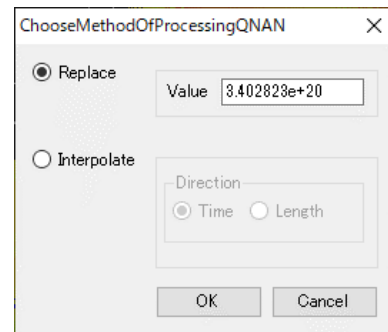 ChooseMethodOfProcessingQNAN
Replace
Value 3.402823e+20
Interpolate
Direction
Time Length
OK Cancel